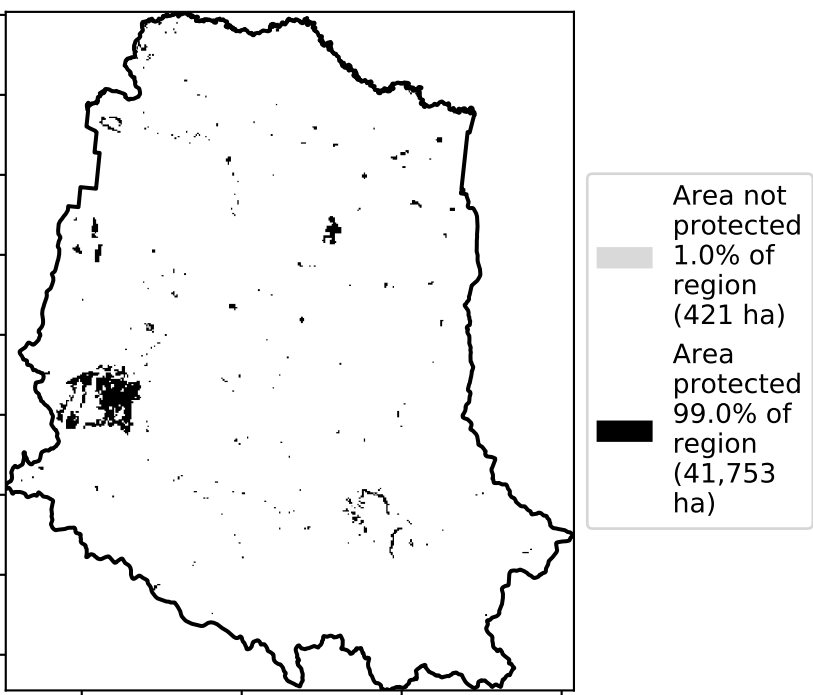 Area not
protected
1.0% of
region
(421 ha)
Area
protected
99.0% of
region
(41,753
ha)